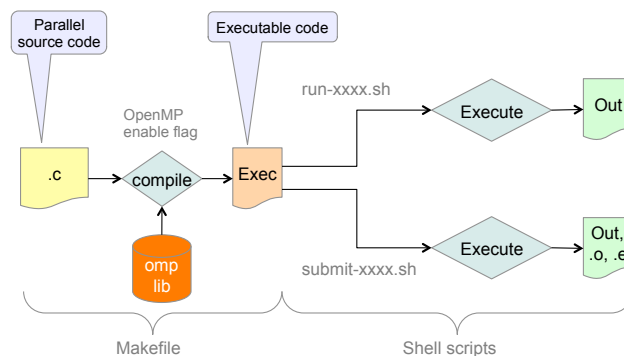 Parallel
source code
Executable code
OpenMP
enable flag
run-xxxx.sh
Execute
Out
.c
compile
Exec
omp
lib
submit-xxxx.sh
Execute
Out,
.o, .e
Makefile
Shell scripts